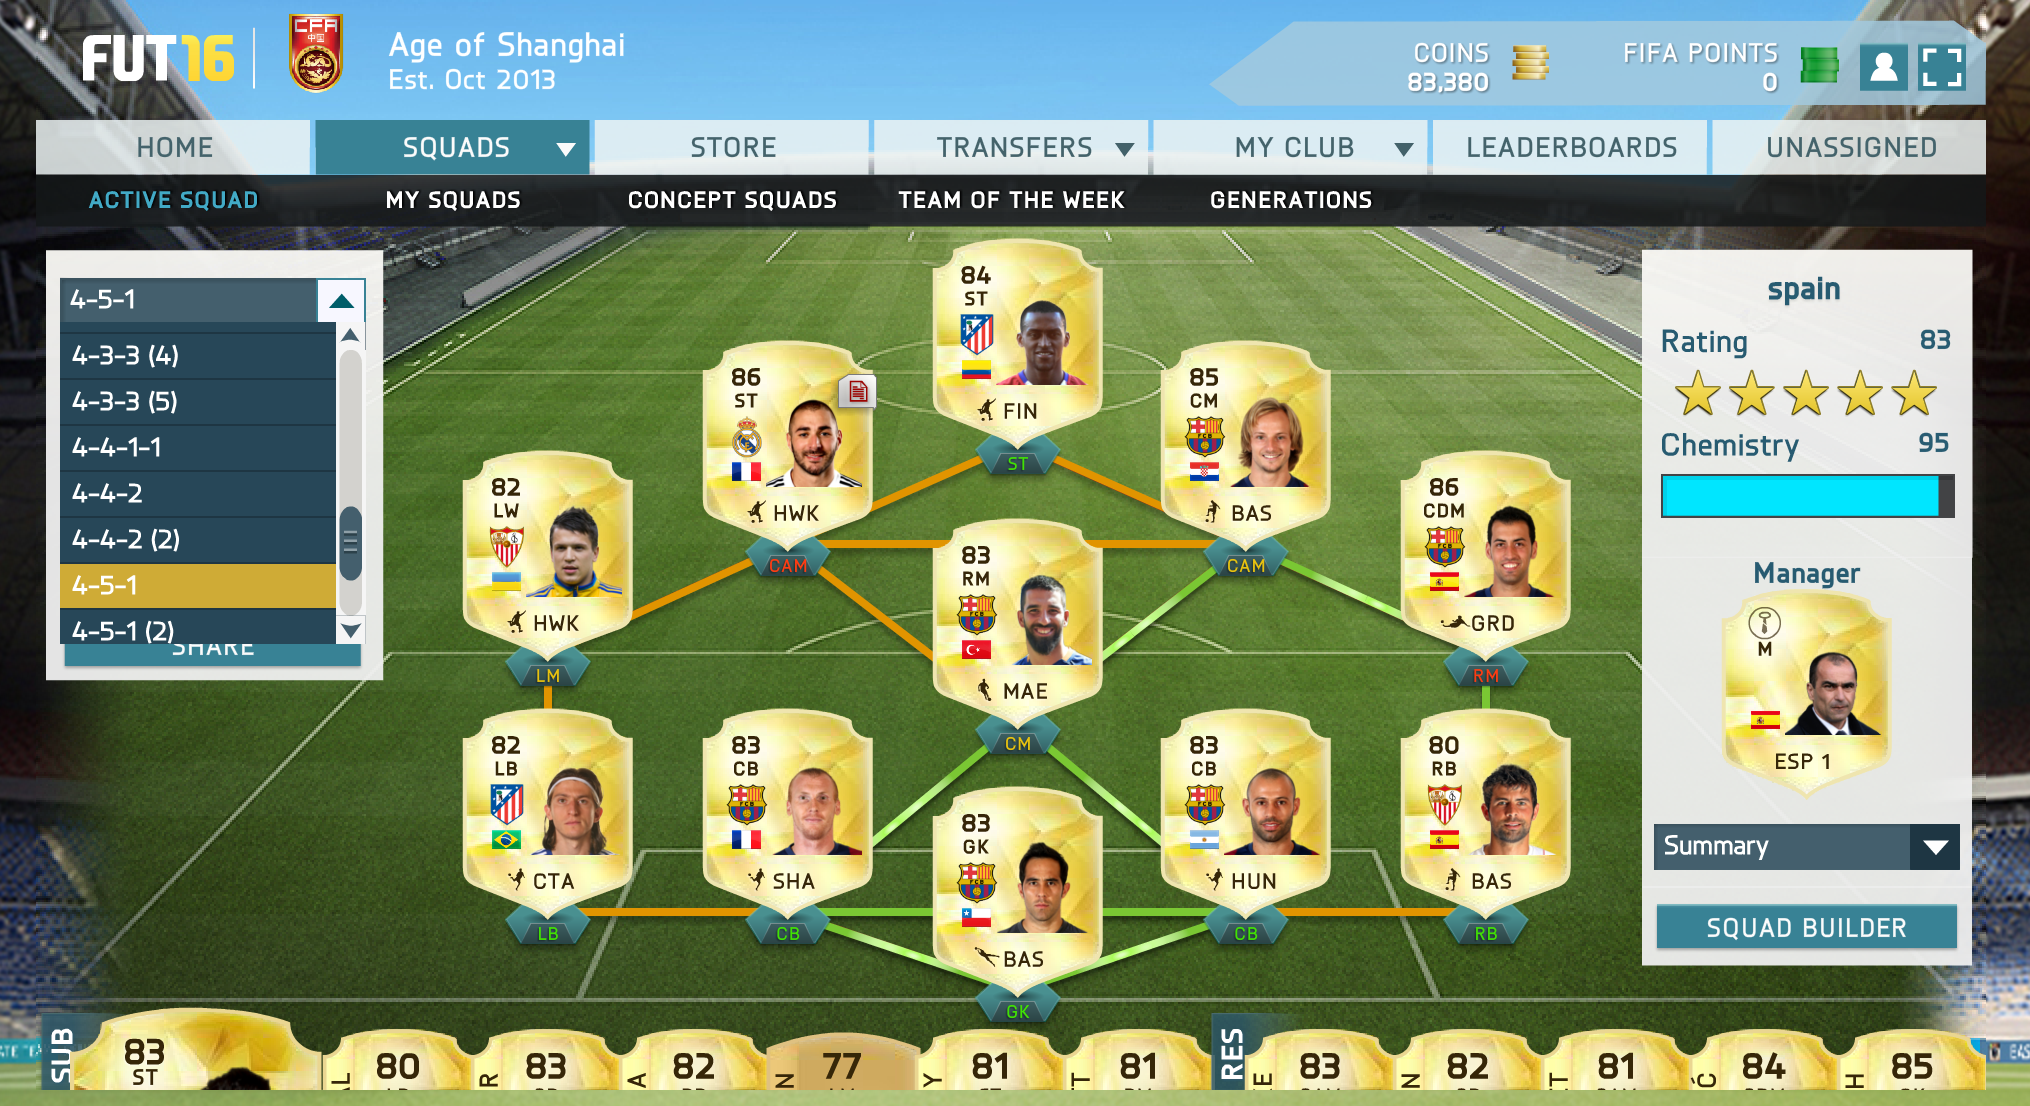 FUT16
CFA
中国
Age of Shanghai
Est. Oct 2013
COINS
83,380
FIFA POINTS
0
HOME
SQUADS
STORE
TRANSFERS
MY CLUB
LEADERBOARDS
UNASSIGNED
ACTIVE SQUAD
MY SQUADS
CONCEPT SQUADS
TEAM OF THE WEEK
GENERATIONS
4-5-1
4-3-3 (4)
4-3-3 (5)
4-4-1-1
4-4-2
4-4-2 (2)
4-5-1
4-5-1 (2)
SHARE
84
ST
FIN
ST
86
ST
HWK
CAM
85
CM
BAS
CAM
82
LW
HWK
LM
83
RM
MAE
CM
86
CDM
GRD
RM
82
LB
CTA
LB
83
CB
SHA
CB
83
CB
HUN
CB
80
RB
BAS
RB
83
GK
BAS
GK
spain
Rating 83
Chemistry 95
Manager
M
ESP 1
Summary
SQUAD BUILDER
SUB
83
ST
80
83
82
77
81
81
RES
83
82
81
84
85